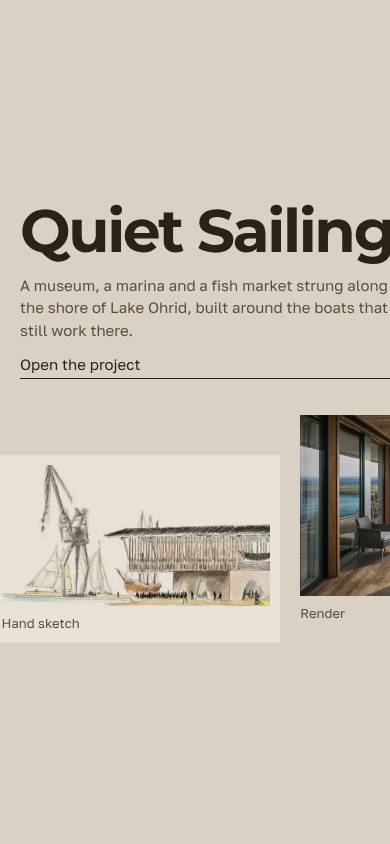 Quiet Sailing
A museum, a marina and a fish market strung along
the shore of Lake Ohrid, built around the boats that
still work there.
Open the project
Hand sketch
Render